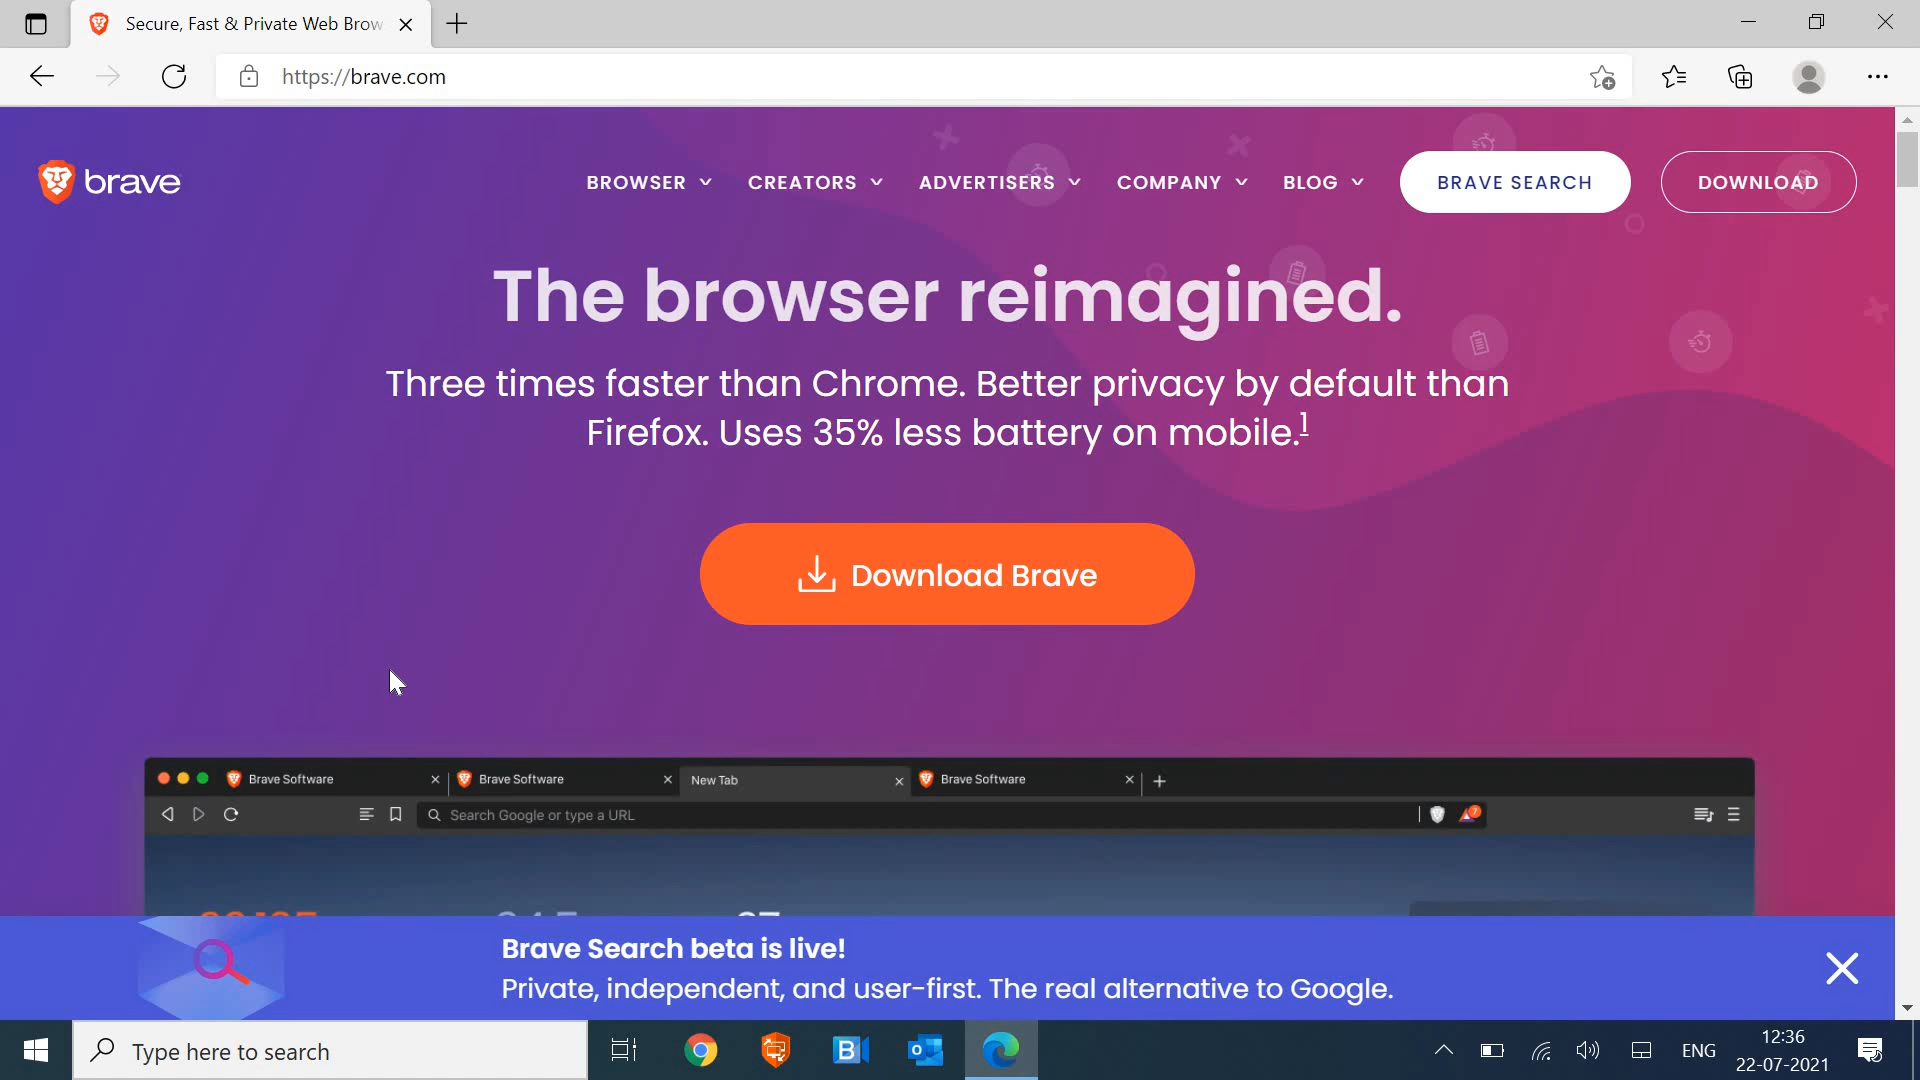 Secure, Fast & Private Web Brow
https://brave.com
brave
BROWSER
CREATORS
ADVERTISERS
COMPANY
BLOG
BRAVE SEARCH
DOWNLOAD
The browser reimagined.
Three times faster than Chrome. Better privacy by default than
Firefox. Uses 35% less battery on mobile.1
Download Brave
Brave Software
Brave Software
New Tab
Brave Software
Search Google or type a URL
7
Brave Search beta is live!
Private, independent, and user-first. The real alternative to Google.
Type here to search
ENG
12:36
22-07-2021